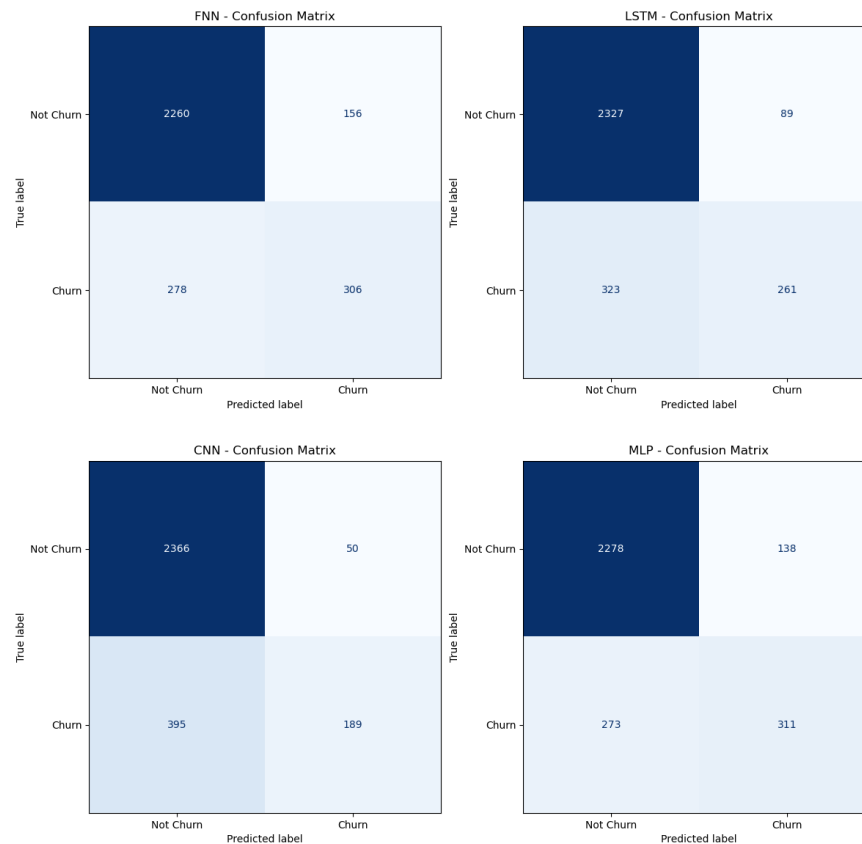 FNN - Confusion Matrix
Not Churn
2260
156
Churn
278
306
Not Churn
Churn
Predicted label
True label
LSTM - Confusion Matrix
Not Churn
2327
89
Churn
323
261
Not Churn
Churn
Predicted label
True label
CNN - Confusion Matrix
Not Churn
2366
50
Churn
395
189
Not Churn
Churn
Predicted label
True label
MLP - Confusion Matrix
Not Churn
2278
138
Churn
273
311
Not Churn
Churn
Predicted label
True label